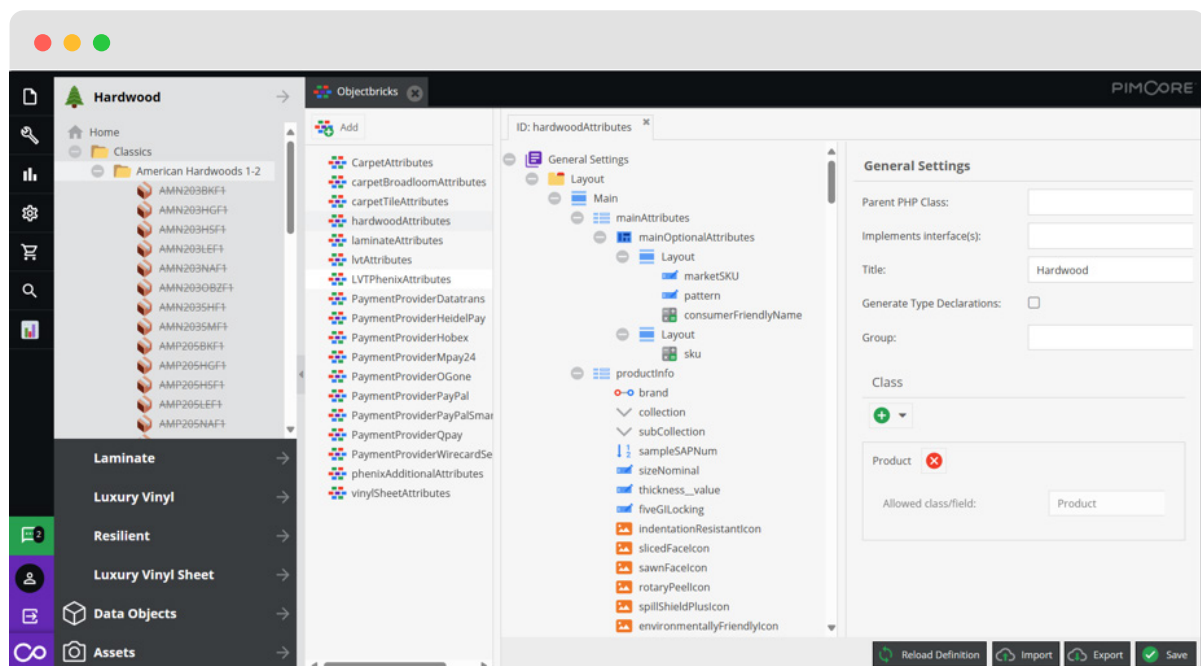 PIMCORE
Hardwood
Home
Classics
American Hardwoods 1-2
AMN203BKF1
AMN203HGF1
AMN203HSF1
AMN203LEF1
AMN203NAF1
AMN203OBZF1
AMN203SHF1
AMN203SMF1
AMP205BKF1
AMP205HGF1
AMP205HSF1
AMP205LEF1
AMP205NAF1
Laminate
Luxury Vinyl
Resilient
Luxury Vinyl Sheet
Data Objects
Assets
2
Objectbricks
Add
CarpetAttributes
carpetBroadloomAttributes
carpetTileAttributes
hardwoodAttributes
laminateAttributes
lvtAttributes
LVTPhenixAttributes
PaymentProviderDatatrans
PaymentProviderHeidelPay
PaymentProviderHobex
PaymentProviderMpay24
PaymentProviderOGone
PaymentProviderPayPal
PaymentProviderPayPalSmar
PaymentProviderQpay
PaymentProviderWirecardSe
phenixAdditionalAttributes
vinylSheetAttributes
ID: hardwoodAttributes
General Settings
Layout
Main
mainAttributes
mainOptionalAttributes
Layout
marketSKU
pattern
consumerFriendlyName
Layout
sku
productInfo
brand
collection
subCollection
sampleSAPNum
sizeNominal
thickness__value
fiveGILocking
indentationResistantIcon
slicedFaceIcon
sawnFaceIcon
rotaryPeelIcon
spillShieldPlusIcon
environmentallyFriendlyIcon
General Settings
Parent PHP Class:
Implements interface(s):
Title: Hardwood
Generate Type Declarations:
Group:
Class
Product
Allowed class/field: Product
Reload Definition Import Export Save